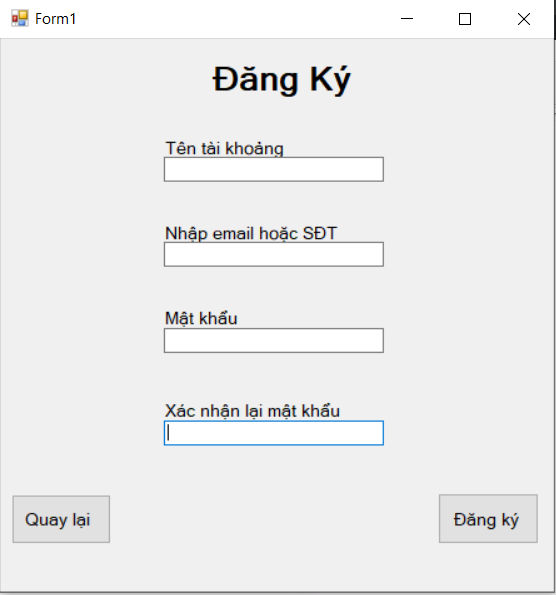 Form1
Đăng Ký
Tên tài khoảng
Nhập email hoặc SĐT
Mật khẩu
Xác nhận lại mật khẩu
Quay lại
Đăng ký